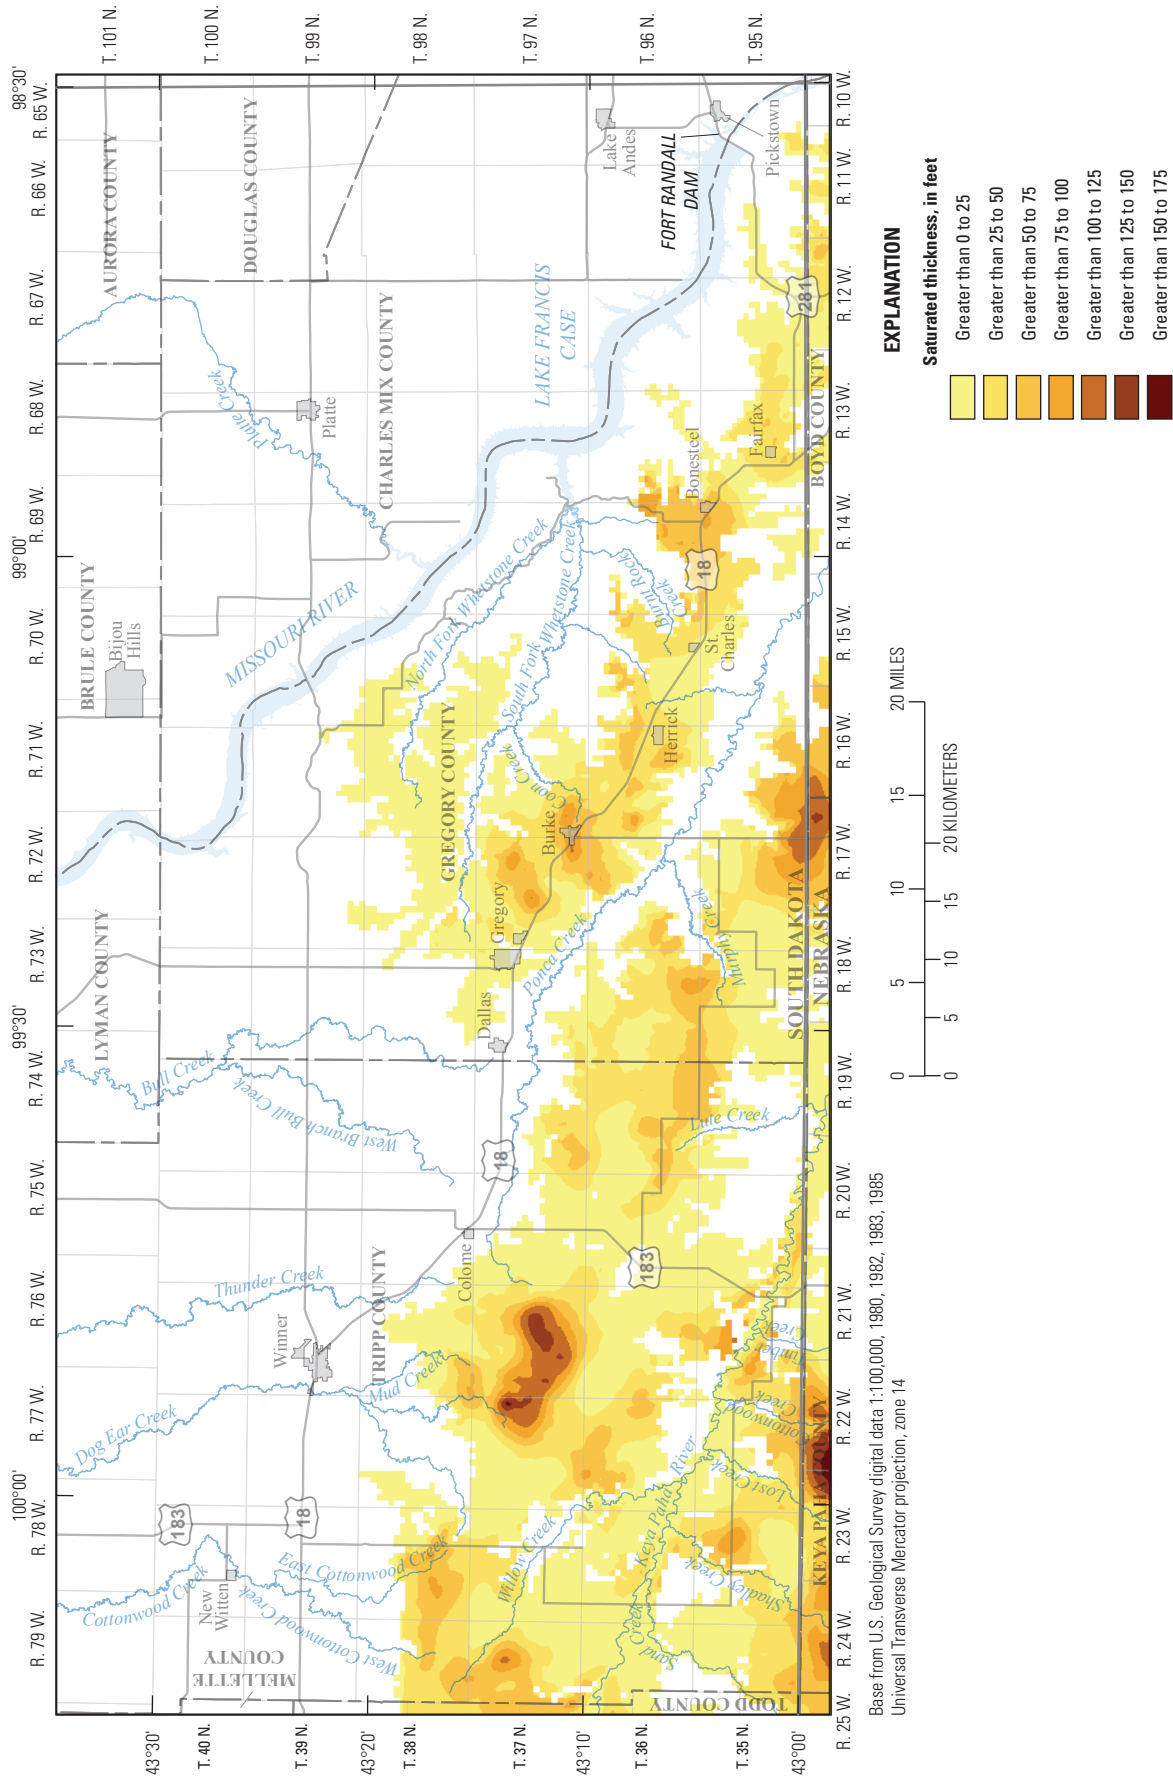 98°30'
99°00'
99°30'
100°00'
R. 79 W.
R. 78 W.
R. 77 W.
R. 76 W.
R. 75 W.
R. 74 W.
R. 73 W.
R. 72 W.
R. 71 W.
R. 70 W.
R. 69 W.
R. 68 W.
R. 67 W.
R. 66 W.
R. 65 W.
43°30'
T. 40 N.
T. 39 N.
43°20'
T. 38 N.
T. 37 N.
43°10'
T. 36 N.
T. 35 N.
43°00'
T. 101 N.
T. 100 N.
T. 99 N.
T. 98 N.
T. 97 N.
T. 96 N.
T. 95 N.
LYMAN COUNTY
BRULE COUNTY
AURORA COUNTY
DOUGLAS COUNTY
CHARLES MIX COUNTY
MELLETTE
COUNTY
TRIPP COUNTY
GREGORY COUNTY
TODD COUNTY
KEYA PAHA COUNTY
BOYD COUNTY
SOUTH DAKOTA
NEBRASKA
Bijou
Hills
Platte
Lake
Andes
Pickstown
FORT RANDALL
DAM
LAKE FRANCIS
CASE
MISSOURI RIVER
Platte Creek
New
Witten
Winner
Colome
Dallas
Gregory
Burke
Herrick
St.
Charles
Bonesteel
Fairfax
Cottonwood Creek
Dog Ear Creek
Thunder Creek
Bull Creek
West Branch Bull Creek
East Cottonwood Creek
West Cottonwood Creek
Mud Creek
Willow Creek
Keya Paha River
Sand
Creek
Shadley Creek
Lost Creek
Cottonwood
Creek
Timber
Creek
Lute Creek
Murphy Creek
Ponca Creek
Coon Creek
North Fork Whetstone Creek
South Fork Whetstone Creek
Burnt Rock
Creek
183
18
18
183
18
281
R. 25 W.
R. 24 W.
R. 23 W.
R. 22 W.
R. 21 W.
R. 20 W.
R. 19 W.
R. 18 W.
R. 17 W.
R. 16 W.
R. 15 W.
R. 14 W.
R. 13 W.
R. 12 W.
R. 11 W.
R. 10 W.
Base from U.S. Geological Survey digital data 1:100,000, 1980, 1982, 1983, 1985
Universal Transverse Mercator projection, zone 14
0 5 10 15 20 MILES
0 5 10 15 20 KILOMETERS
EXPLANATION
Saturated thickness, in feet
Greater than 0 to 25
Greater than 25 to 50
Greater than 50 to 75
Greater than 75 to 100
Greater than 100 to 125
Greater than 125 to 150
Greater than 150 to 175